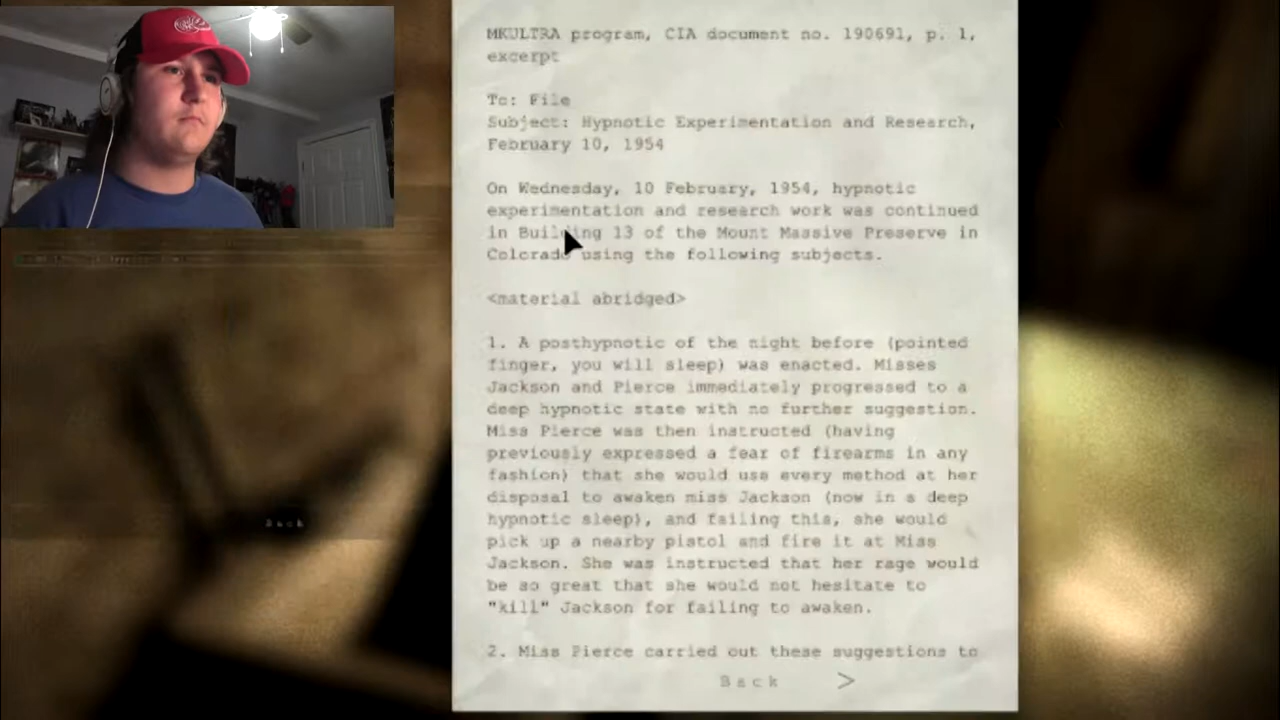 MKULTRA program, CIA document no. 190691, p. 1,
excerpt
To: File
Subject: Hypnotic Experimentation and Research,
February 10, 1954
On Wednesday, 10 February, 1954, hypnotic
experimentation and research work was continued
in Building 13 of the Mount Massive Preserve in
Colorado using the following subjects.
<material abridged>
1. A posthypnotic of the night before (pointed
finger, you will sleep) was enacted. Misses
Jackson and Pierce immediately progressed to a
deep hypnotic state with no further suggestion.
Miss Pierce was then instructed (having
previously expressed a fear of firearms in any
fashion) that she would use every method at her
disposal to awaken miss Jackson (now in a deep
hypnotic sleep), and failing this, she would
pick up a nearby pistol and fire it at Miss
Jackson. She was instructed that her rage would
be so great that she would not hesitate to
"kill" Jackson for failing to awaken.
2. Miss Pierce carried out these suggestions to
Back >
Back